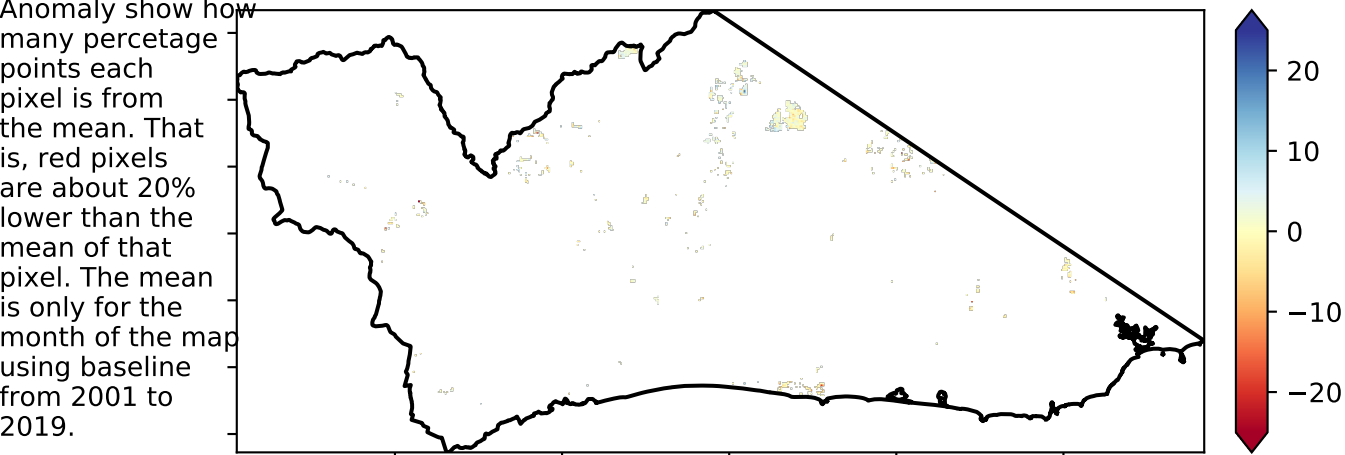 Anomaly show how
many percetage
points each
pixel is from
the mean. That
is, red pixels
are about 20%
lower than the
mean of that
pixel. The mean
is only for the
month of the map
using baseline
from 2001 to
2019.
20
10
0
−10
−20